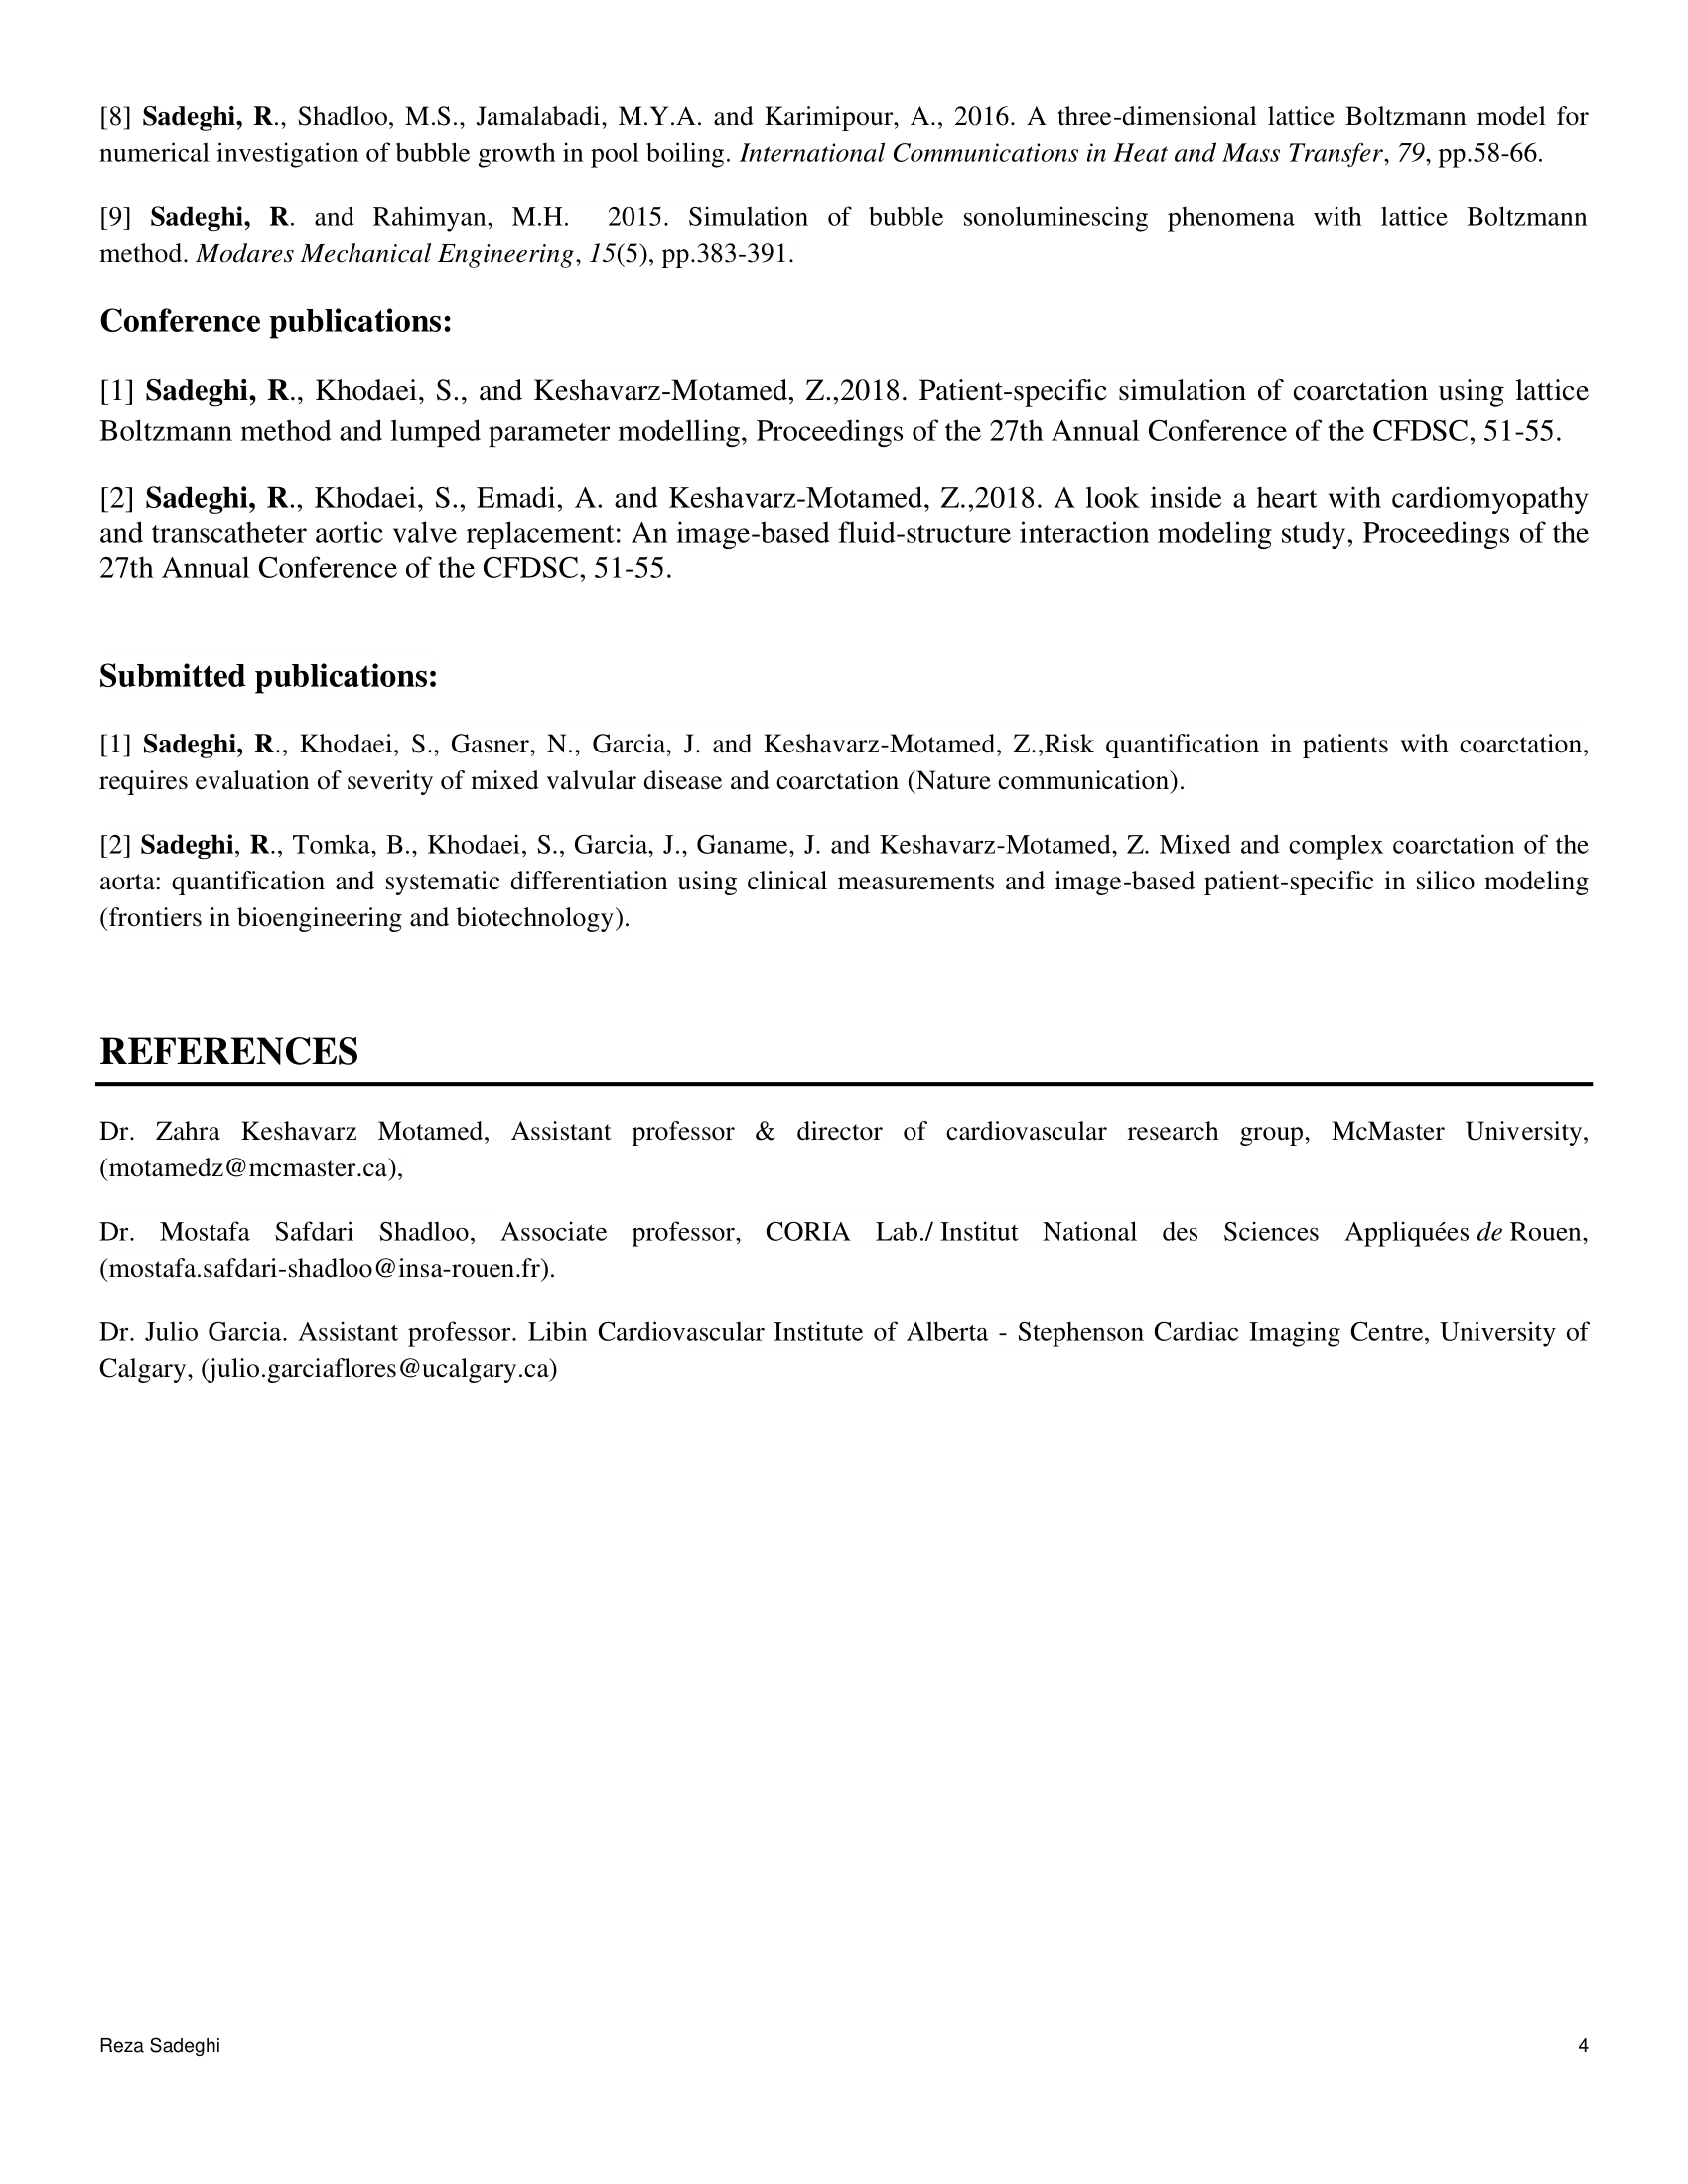 [8] Sadeghi, R., Shadloo, M.S., Jamalabadi, M.Y.A. and Karimipour, A., 2016. A three-dimensional lattice Boltzmann model for
numerical investigation of bubble growth in pool boiling. International Communications in Heat and Mass Transfer, 79, pp.58-66.
[9] Sadeghi, R. and Rahimyan, M.H. 2015. Simulation of bubble sonoluminescing phenomena with lattice Boltzmann
method. Modares Mechanical Engineering, 15(5), pp.383-391.
Conference publications:
[1] Sadeghi, R., Khodaei, S., and Keshavarz-Motamed, Z.,2018. Patient-specific simulation of coarctation using lattice
Boltzmann method and lumped parameter modelling, Proceedings of the 27th Annual Conference of the CFDSC, 51-55.
[2] Sadeghi, R., Khodaei, S., Emadi, A. and Keshavarz-Motamed, Z.,2018. A look inside a heart with cardiomyopathy
and transcatheter aortic valve replacement: An image-based fluid-structure interaction modeling study, Proceedings of the
27th Annual Conference of the CFDSC, 51-55.
Submitted publications:
[1] Sadeghi, R., Khodaei, S., Gasner, N., Garcia, J. and Keshavarz-Motamed, Z.,Risk quantification in patients with coarctation,
requires evaluation of severity of mixed valvular disease and coarctation (Nature communication).
[2] Sadeghi, R., Tomka, B., Khodaei, S., Garcia, J., Ganame, J. and Keshavarz-Motamed, Z. Mixed and complex coarctation of the
aorta: quantification and systematic differentiation using clinical measurements and image-based patient-specific in silico modeling
(frontiers in bioengineering and biotechnology).
REFERENCES
Dr. Zahra Keshavarz Motamed, Assistant professor & director of cardiovascular research group, McMaster University,
(motamedz@mcmaster.ca),
Dr. Mostafa Safdari Shadloo, Associate professor, CORIA Lab./ Institut National des Sciences Appliquées de Rouen,
(mostafa.safdari-shadloo@insa-rouen.fr).
Dr. Julio Garcia. Assistant professor. Libin Cardiovascular Institute of Alberta - Stephenson Cardiac Imaging Centre, University of
Calgary, (julio.garciaflores@ucalgary.ca)
Reza Sadeghi 4